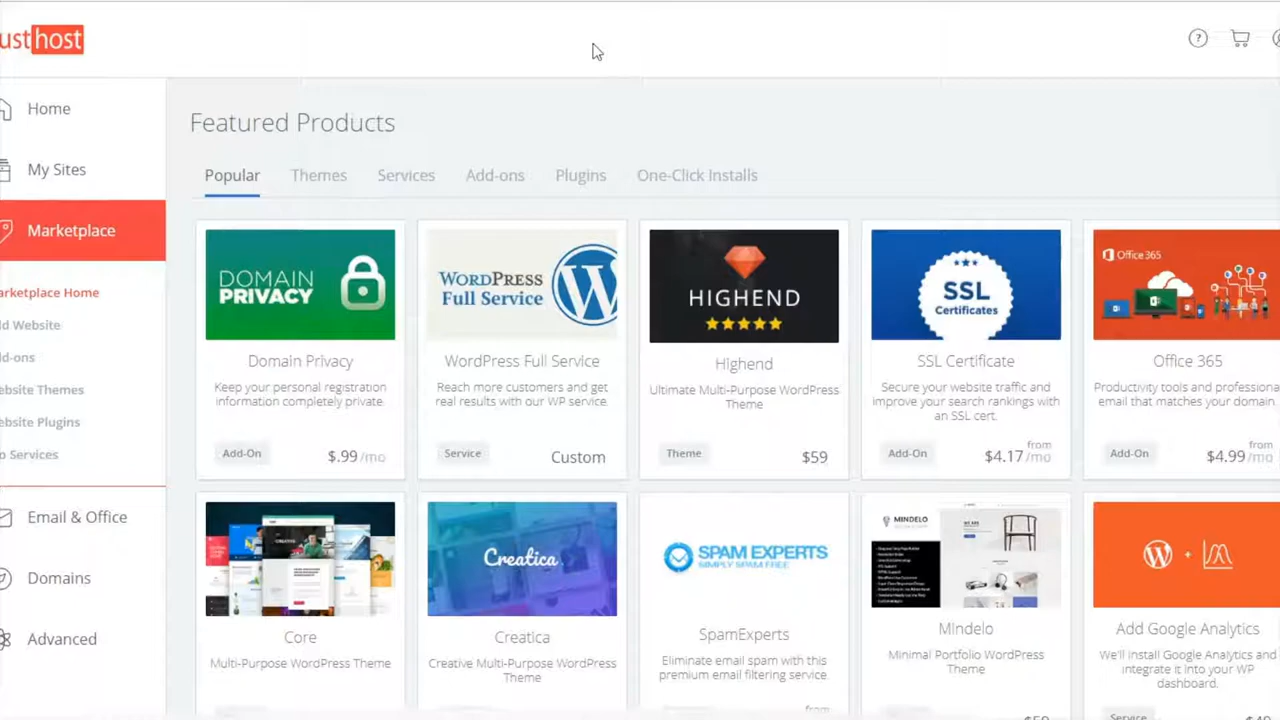 usthost
Home
My Sites
Marketplace
arketplace Home
ld Website
dd-ons
ebsite Themes
ebsite Plugins
o Services
Email & Office
Domains
Advanced
Featured Products
Popular Themes Services Add-ons Plugins One-Click Installs
DOMAIN
PRIVACY
Domain Privacy
Keep your personal registration
information completely private.
Add-On $.99/mo
WORDPRESS
Full Service
WordPress Full Service
Reach more customers and get
real results with our WP service.
Service Custom
HIGHEND
Highend
Ultimate Multi-Purpose WordPress
Theme
Theme $59
SSL
Certificates
SSL Certificate
Secure your website traffic and
improve your search rankings with
an SSL cert.
Add-On from $4.17/mo
Office 365
Office 365
Productivity tools and professiona
email that matches your domain.
Add-On from $4.99/mo
Core
Multi-Purpose WordPress Theme
Creatica
Creatica
Creative Multi-Purpose WordPress
Theme
SPAM EXPERTS
SIMPLY SPAM FREE
SpamExperts
Eliminate email spam with this
premium email filtering service.
from
MINDELO
Mindelo
Minimal Portfolio WordPress
Theme
$59
Add Google Analytics
We'll install Google Analytics and
integrate it into your WP
dashboard.
Service